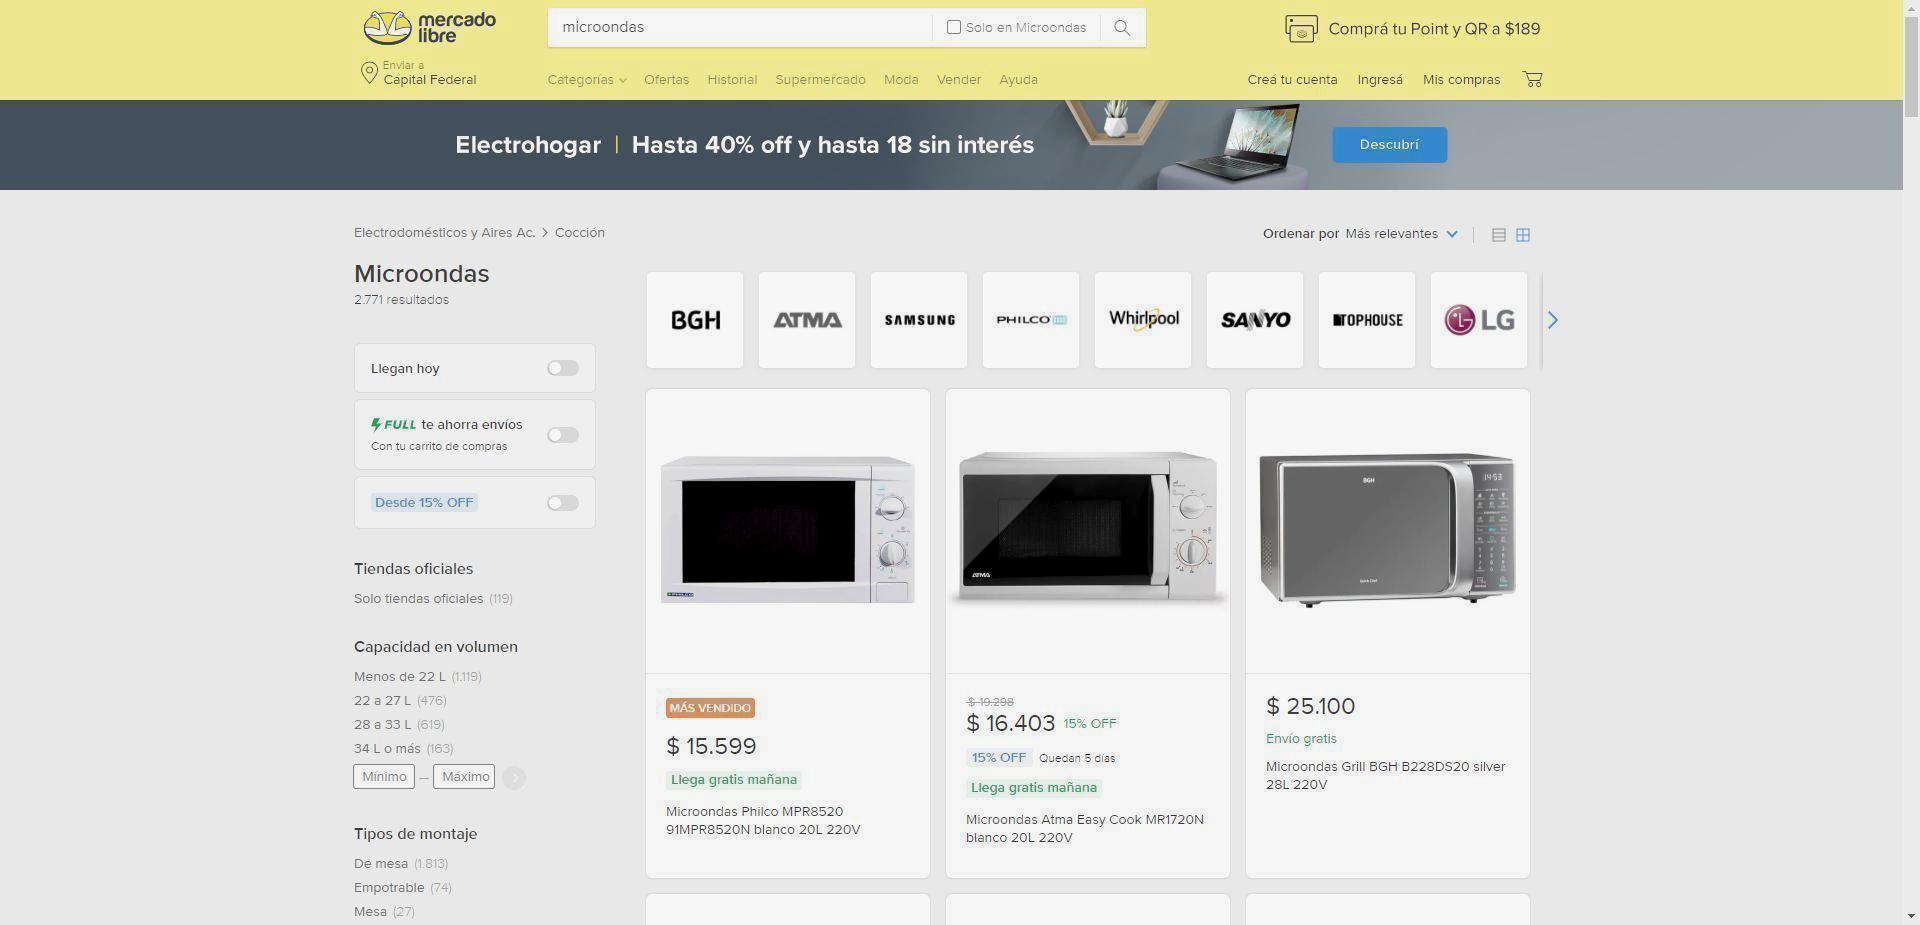 mercado
libre
microondas
Solo en Microondas
Comprá tu Point y QR a $189
Enviar a
Capital Federal
Categorías
Ofertas
Historial
Supermercado
Moda
Vender
Ayuda
Creá tu cuenta
Ingresá
Mis compras
Electrohogar | Hasta 40% off y hasta 18 sin interés
Descubrí
Electrodomésticos y Aires Ac. > Cocción
Ordenar por Más relevantes
Microondas
2.771 resultados
BGH
ATMA
SAMSUNG
PHILCO
Whirlpool
SANYO
TOPHOUSE
LG
Llegan hoy
FULL te ahorra envíos
Con tu carrito de compras
Desde 15% OFF
Tiendas oficiales
Solo tiendas oficiales (119)
Capacidad en volumen
Menos de 22 L (1.119)
22 a 27 L (476)
28 a 33 L (619)
34 L o más (163)
Mínimo — Máximo
Tipos de montaje
De mesa (1.813)
Empotrable (74)
Mesa (27)
PHILCO
MÁS VENDIDO
$ 15.599
Llega gratis mañana
Microondas Philco MPR8520
91MPR8520N blanco 20L 220V
ATMA
$ 19.298
$ 16.403 15% OFF
15% OFF Quedan 5 días
Llega gratis mañana
Microondas Atma Easy Cook MR1720N
blanco 20L 220V
BGH
14:53
Quick Chef
$ 25.100
Envío gratis
Microondas Grill BGH B228DS20 silver
28L 220V